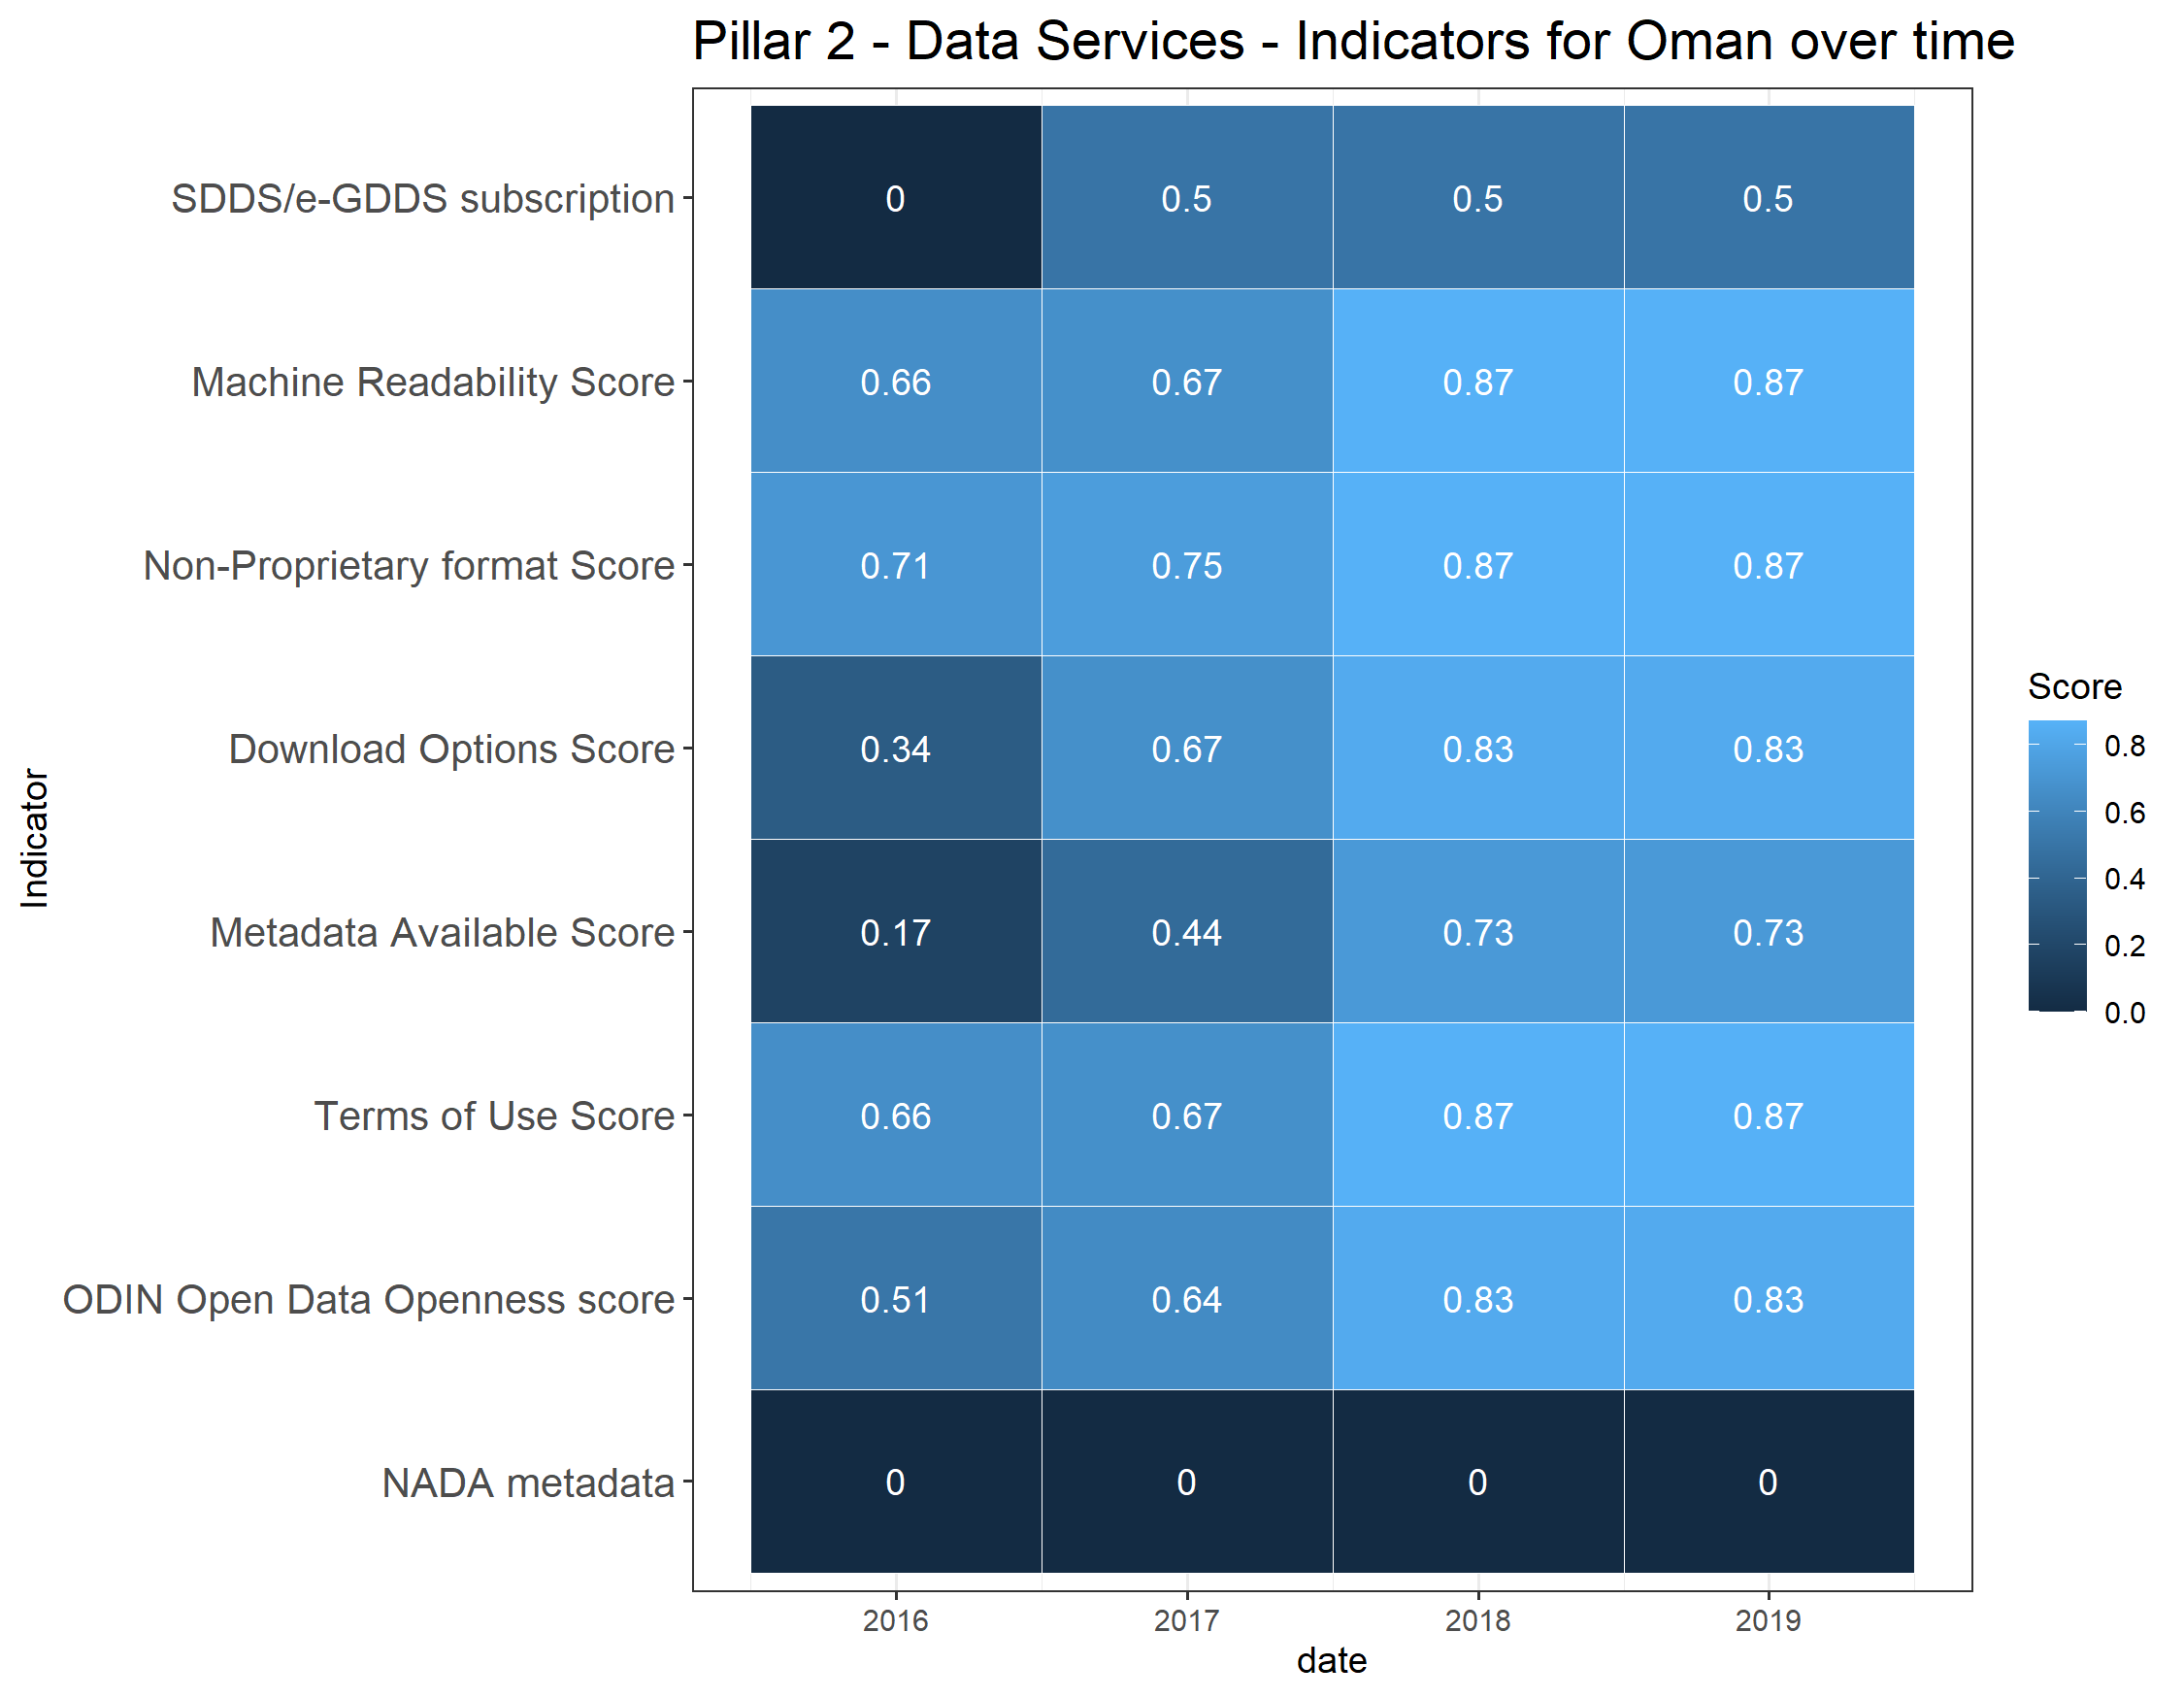 Pillar 2 - Data Services - Indicators for Oman over time
SDDS/e-GDDS subscription 0 0.5 0.5 0.5
Machine Readability Score 0.66 0.67 0.87 0.87
Non-Proprietary format Score 0.71 0.75 0.87 0.87
Download Options Score 0.34 0.67 0.83 0.83
Metadata Available Score 0.17 0.44 0.73 0.73
Terms of Use Score 0.66 0.67 0.87 0.87
ODIN Open Data Openness score 0.51 0.64 0.83 0.83
NADA metadata 0 0 0 0
2016 2017 2018 2019
date
Indicator
Score
0.8
0.6
0.4
0.2
0.0